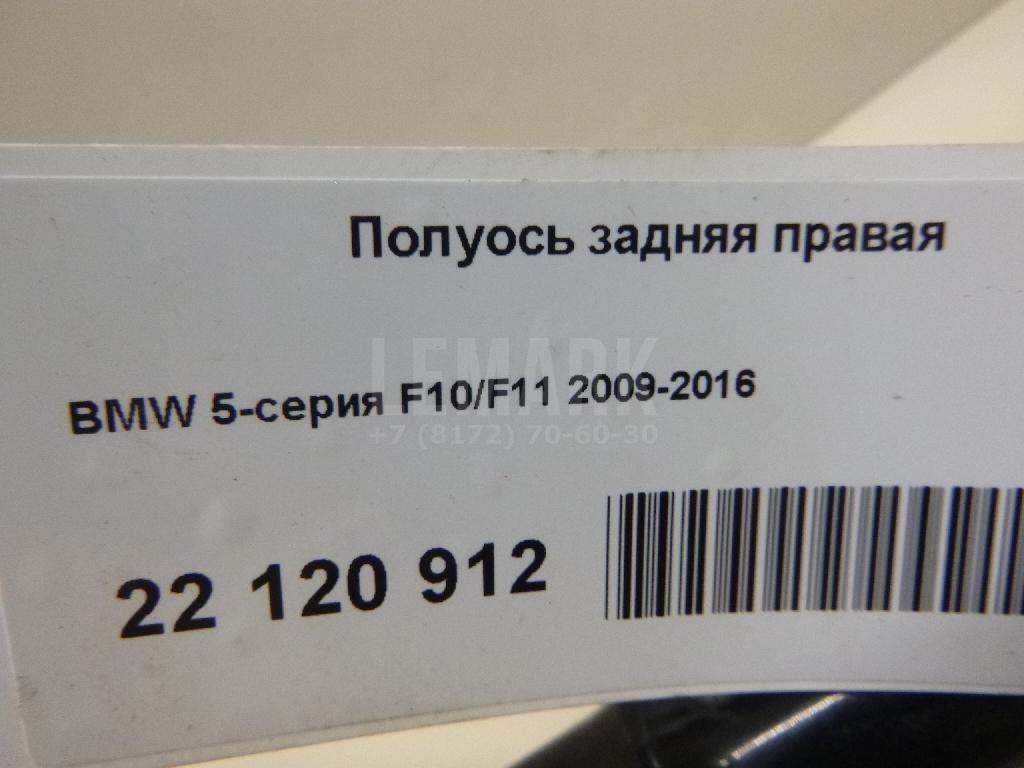 Полуось задняя правая
LEMARK
BMW 5-серия F10/F11 2009-2016
+7 (8172) 70-60-30
22 120 912